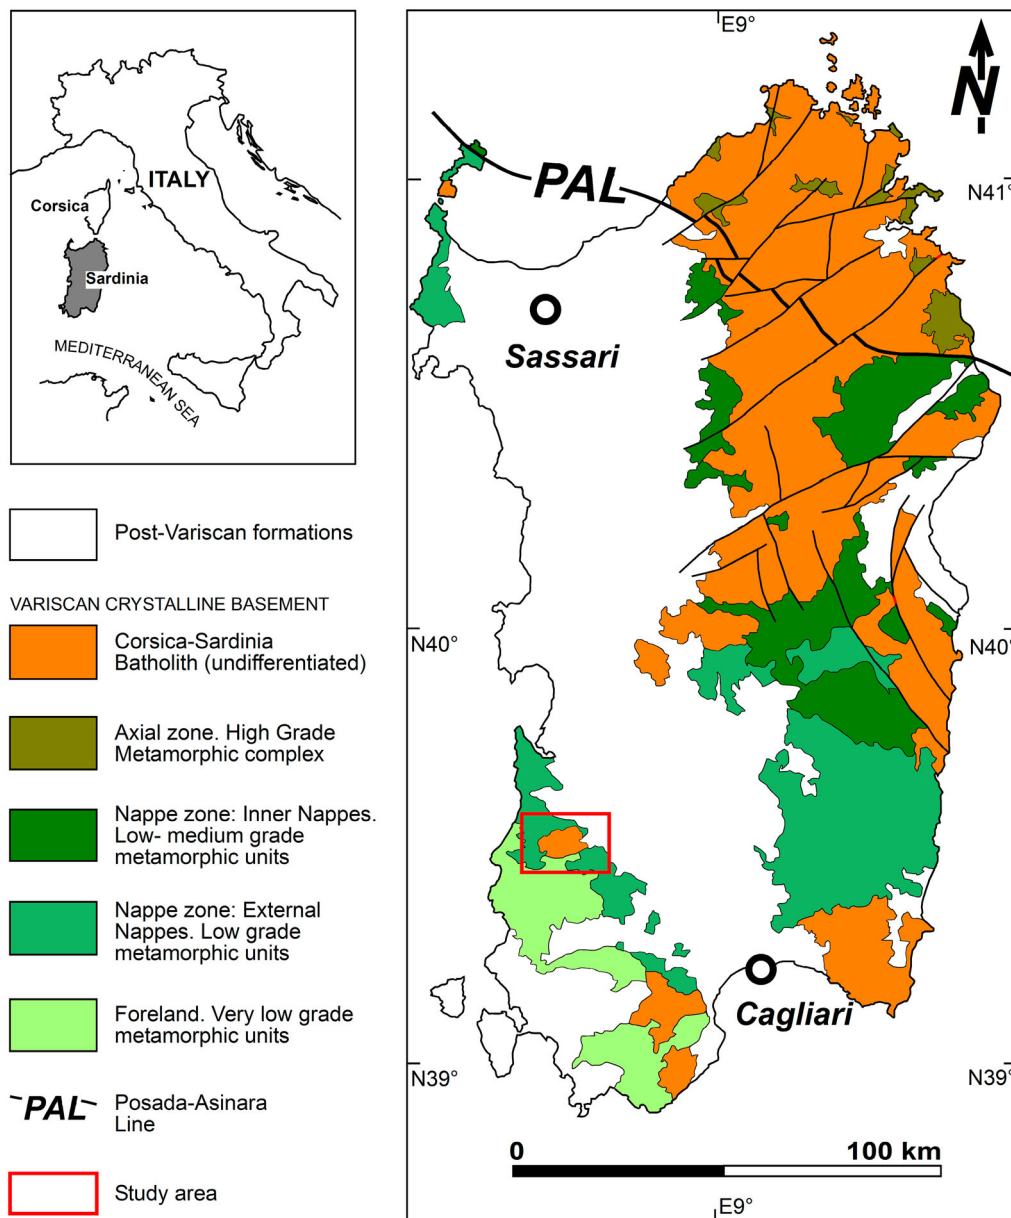 ITALY
Corsica
Sardinia
MEDITERRANEAN SEA
Post-Variscan formations
VARISCAN CRYSTALLINE BASEMENT
Corsica-Sardinia
Batholith (undifferentiated)
Axial zone. High Grade
Metamorphic complex
Nappe zone: Inner Nappes.
Low- medium grade
metamorphic units
Nappe zone: External
Nappes. Low grade
metamorphic units
Foreland. Very low grade
metamorphic units
PAL
Posada-Asinara
Line
Study area
E9°
N
PAL
N41°
Sassari
N40°
N40°
Cagliari
N39°
N39°
0
100 km
E9°